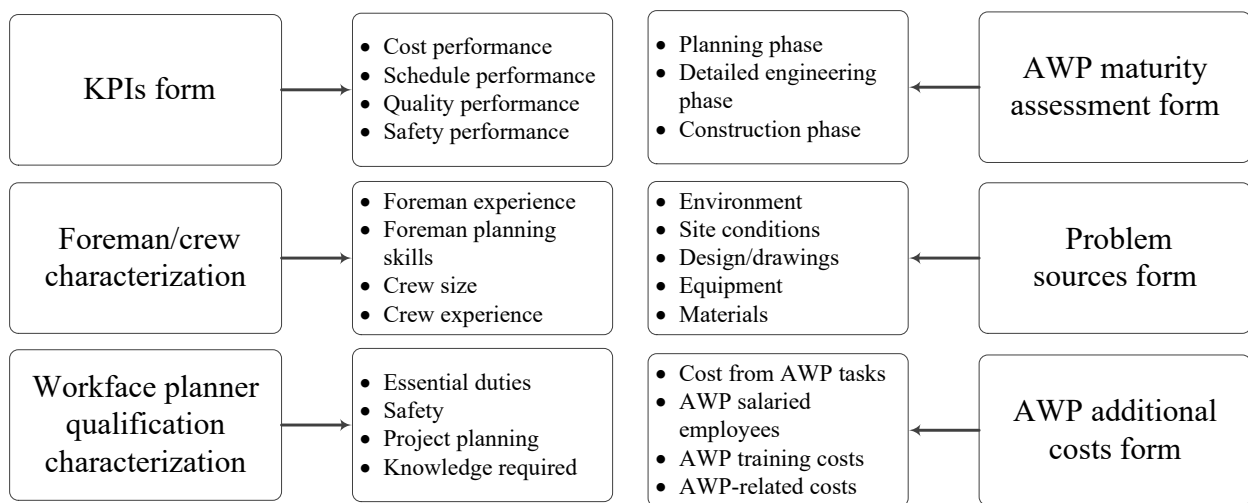 KPIs form
• Cost performance
• Schedule performance
• Quality performance
• Safety performance
• Planning phase
• Detailed engineering
phase
• Construction phase
AWP maturity
assessment form
Foreman/crew
characterization
• Foreman experience
• Foreman planning
skills
• Crew size
• Crew experience
• Environment
• Site conditions
• Design/drawings
• Equipment
• Materials
Problem
sources form
Workface planner
qualification
characterization
• Essential duties
• Safety
• Project planning
• Knowledge required
• Cost from AWP tasks
• AWP salaried
employees
• AWP training costs
• AWP-related costs
AWP additional
costs form